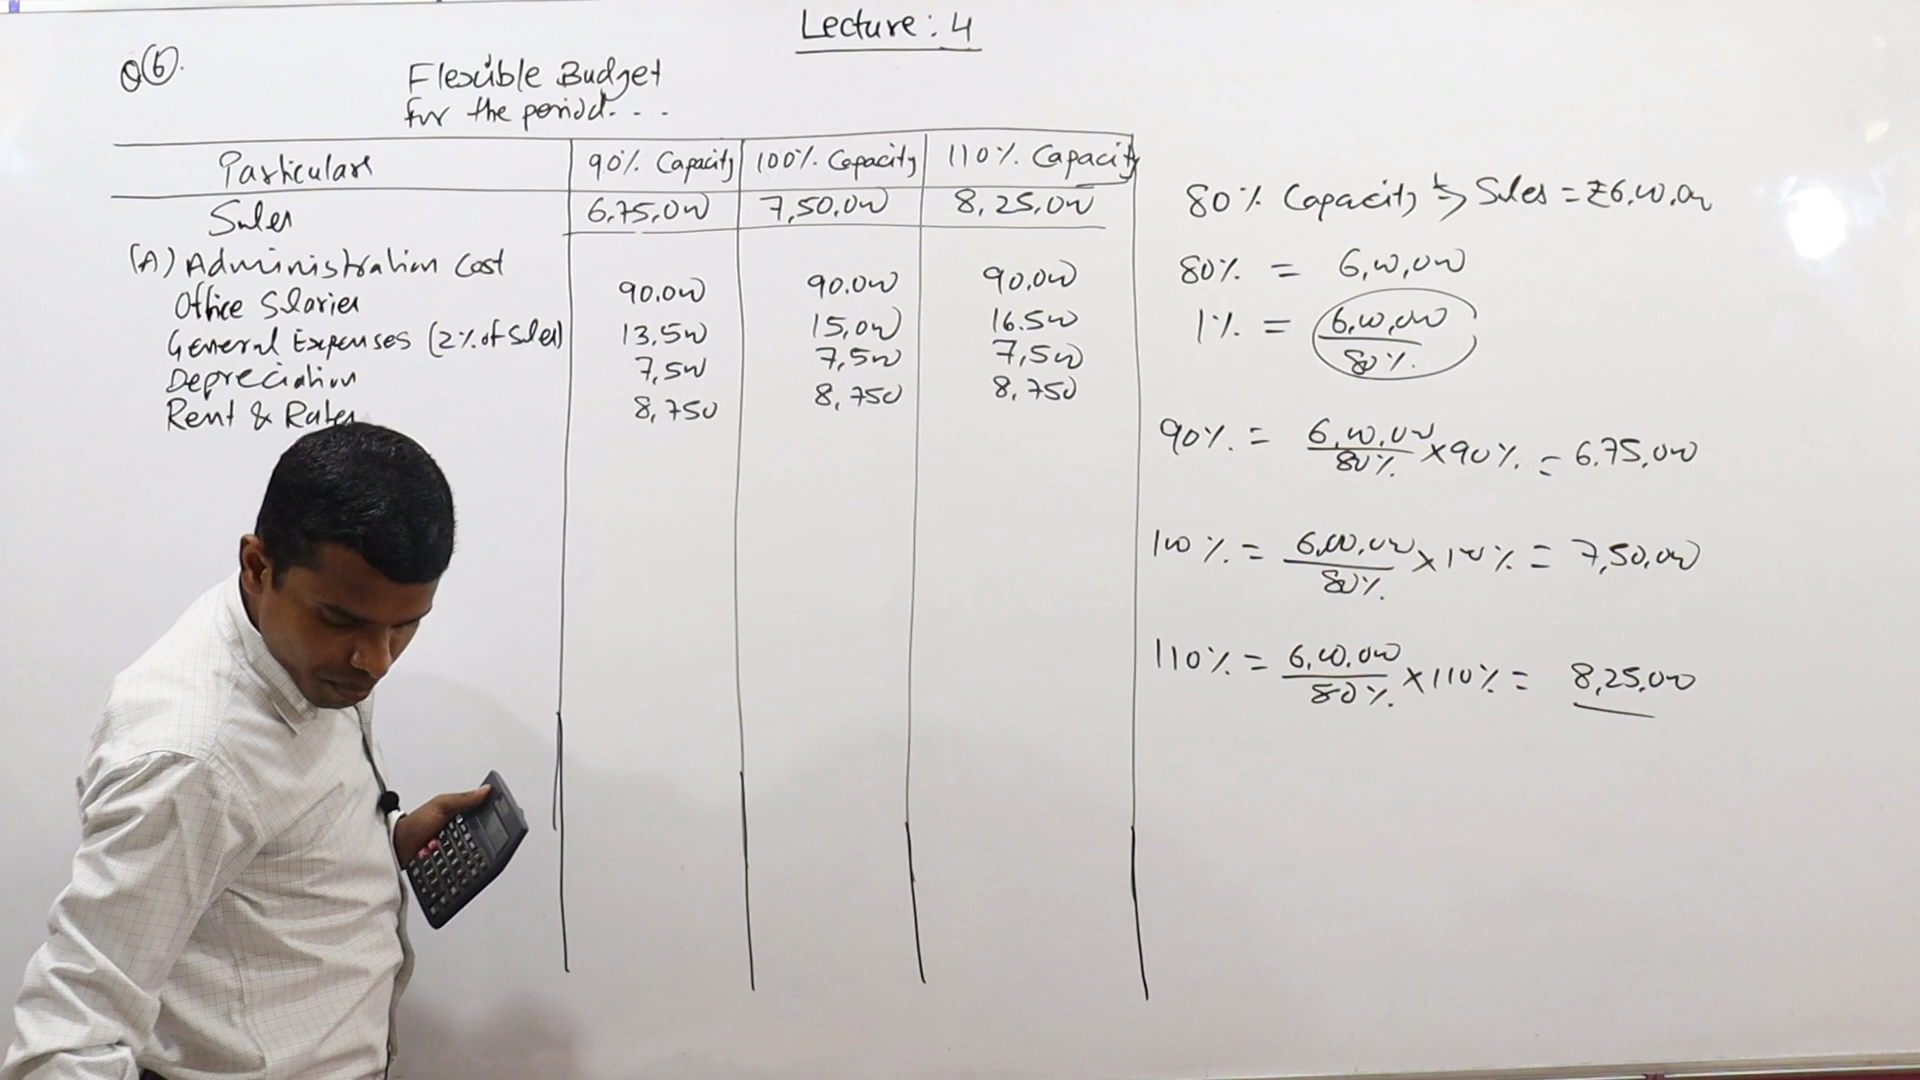 Lecture : 4
Q(6).
Flexible Budget
for the period. . .
Particulars 90% Capacity 100% Capacity 110% Capacity
Sales 6,75,000 7,50,000 8,25,000
(A) Administration Cost
Office Slaries 90,000 90,000 90,000
General Expenses (2% of Sales) 13,500 15,000 16,500
Depreciation 7,500 7,500 7,500
Rent & Rates 8,750 8,750 8,750
80% Capacity ↳ Sales = ₹6,00,000
80% = 6,00,000
1% = 6,00,000 / 80%
90% = 6,00,000 / 80% × 90% = 6,75,000
100% = 6,00,000 / 80% × 100% = 7,50,000
110% = 6,00,000 / 80% × 110% = 8,25,000